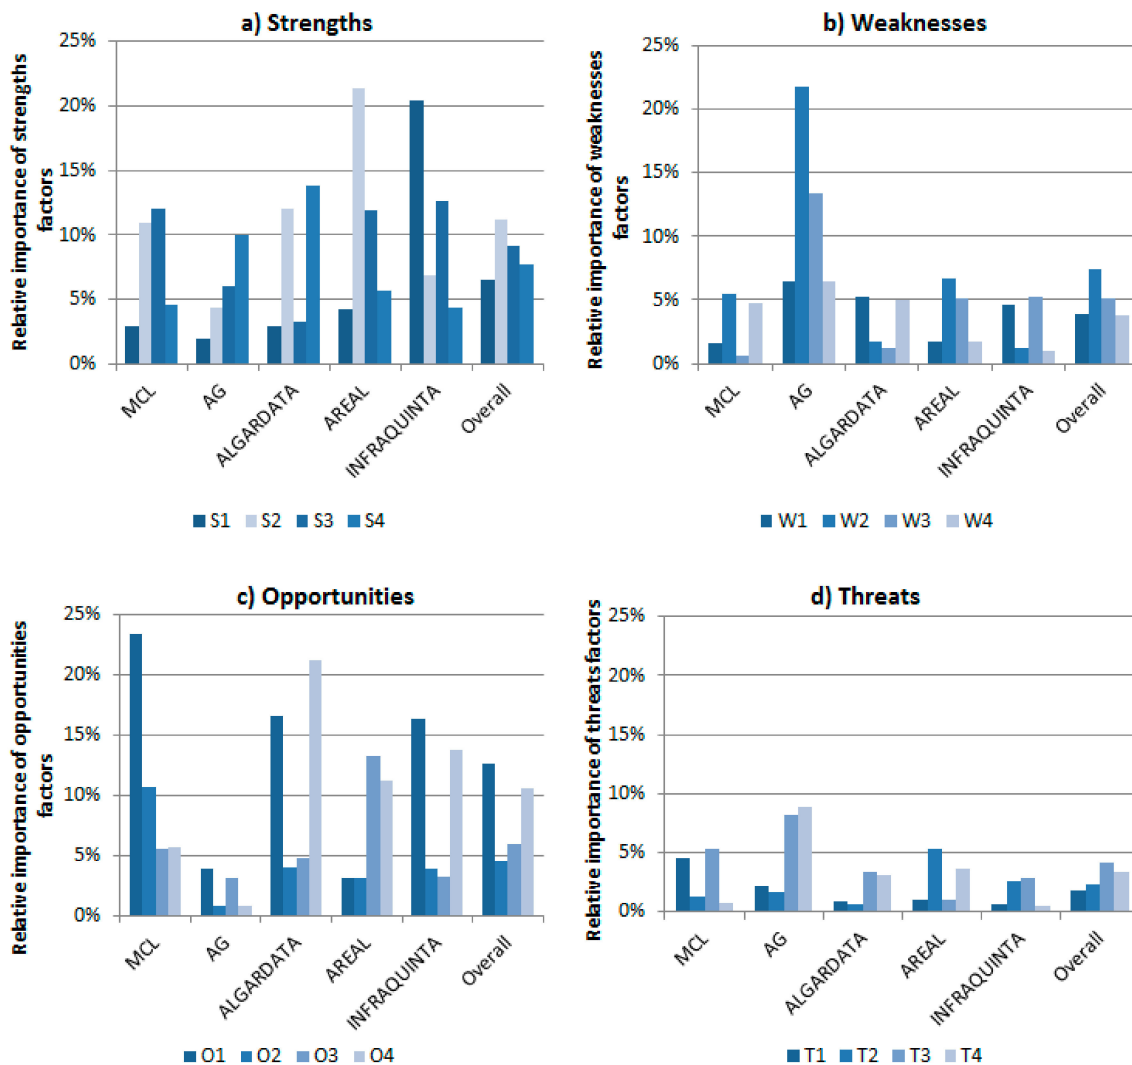 a) Strengths
Relative importance of strengths
factors
25%
20%
15%
10%
5%
0%
MCL
AG
ALGARDATA
AREAL
INFRAQUINTA
Overall
S1 S2 S3 S4
b) Weaknesses
Relative importance of weaknesses
factors
25%
20%
15%
10%
5%
0%
MCL
AG
ALGARDATA
AREAL
INFRAQUINTA
Overall
W1 W2 W3 W4
c) Opportunities
Relative importance of opportunities
factors
25%
20%
15%
10%
5%
0%
MCL
AG
ALGARDATA
AREAL
INFRAQUINTA
Overall
O1 O2 O3 O4
d) Threats
Relative importance of threats factors
25%
20%
15%
10%
5%
0%
MCL
AG
ALGARDATA
AREAL
INFRAQUINTA
Overall
T1 T2 T3 T4